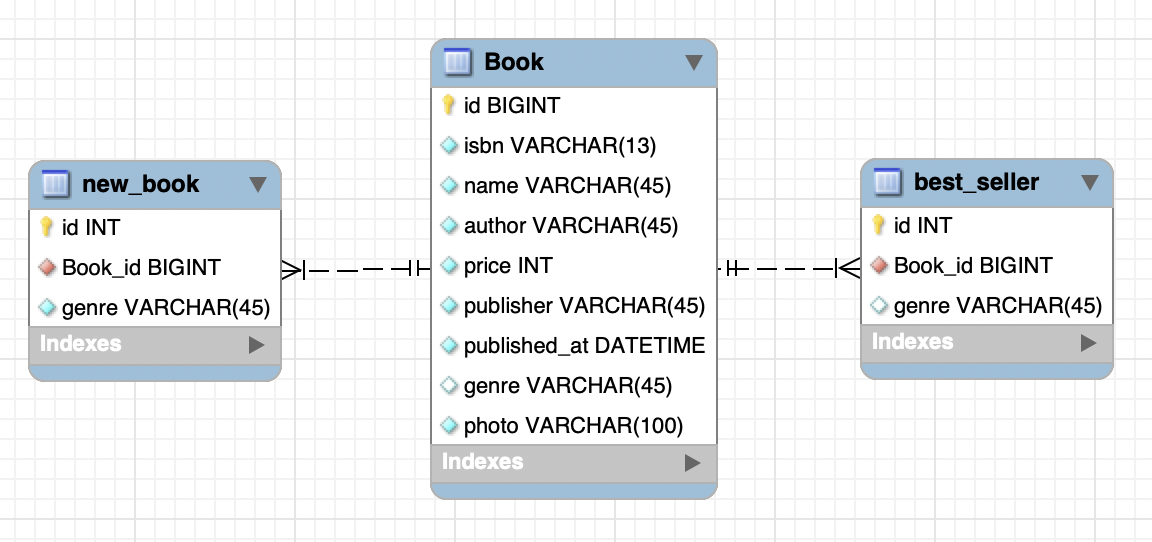 new_book
id INT
Book_id BIGINT
genre VARCHAR(45)
Indexes
Book
id BIGINT
isbn VARCHAR(13)
name VARCHAR(45)
author VARCHAR(45)
price INT
publisher VARCHAR(45)
published_at DATETIME
genre VARCHAR(45)
photo VARCHAR(100)
Indexes
best_seller
id INT
Book_id BIGINT
genre VARCHAR(45)
Indexes